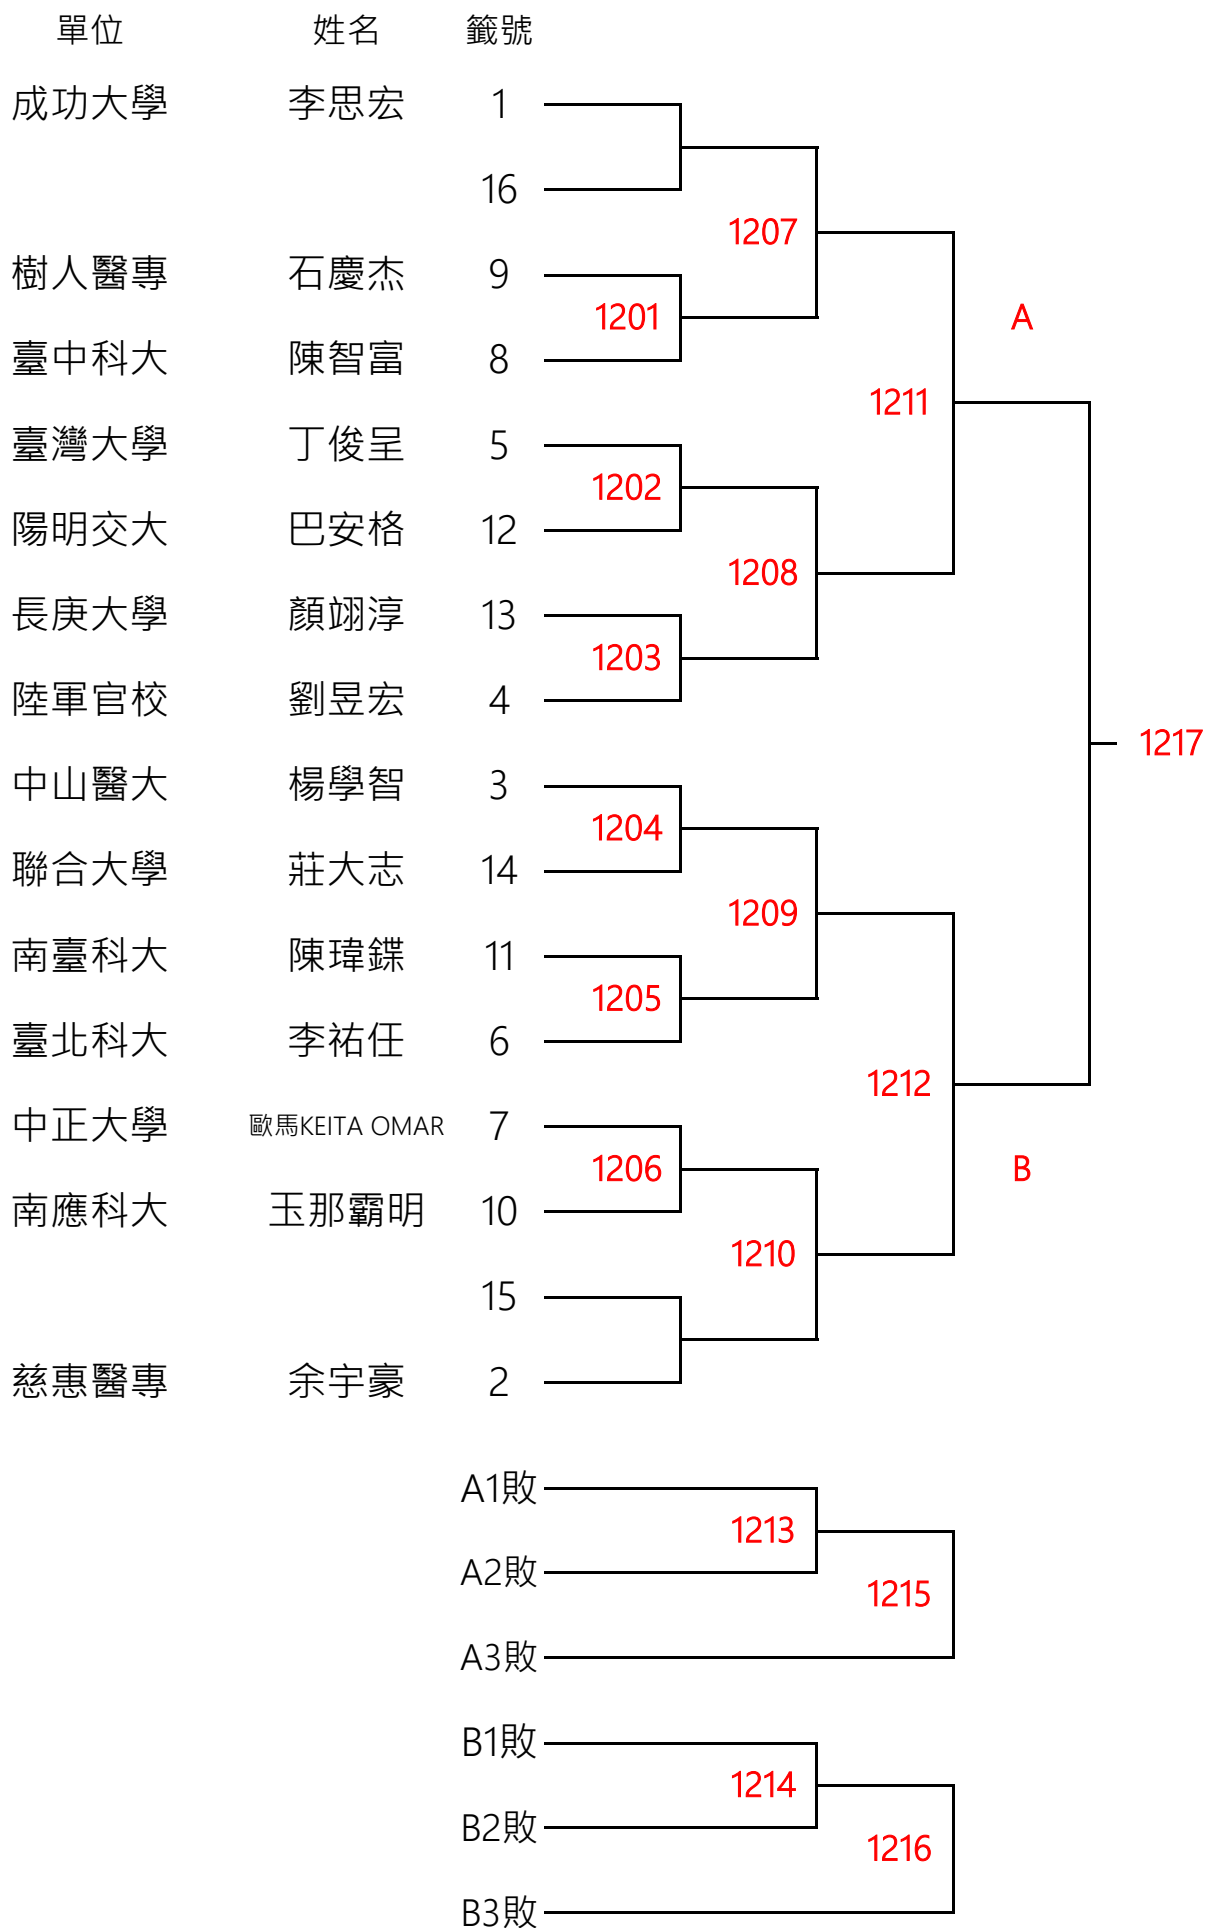 單位 姓名 籤號
成功大學 李思宏 1
16
1207
樹人醫專 石慶杰 9
1201 A
臺中科大 陳智富 8
1211
臺灣大學 丁俊呈 5
1202
陽明交大 巴安格 12
1208
長庚大學 顏翊淳 13
1203
陸軍官校 劉昱宏 4
1217
中山醫大 楊學智 3
1204
聯合大學 莊大志 14
1209
南臺科大 陳瑋鍱 11
1205
臺北科大 李祐任 6
1212
中正大學 歐馬KEITA OMAR 7
1206 B
南應科大 玉那霸明 10
1210
15
慈惠醫專 余宇豪 2
A1敗
1213
A2敗
1215
A3敗
B1敗
1214
B2敗
1216
B3敗